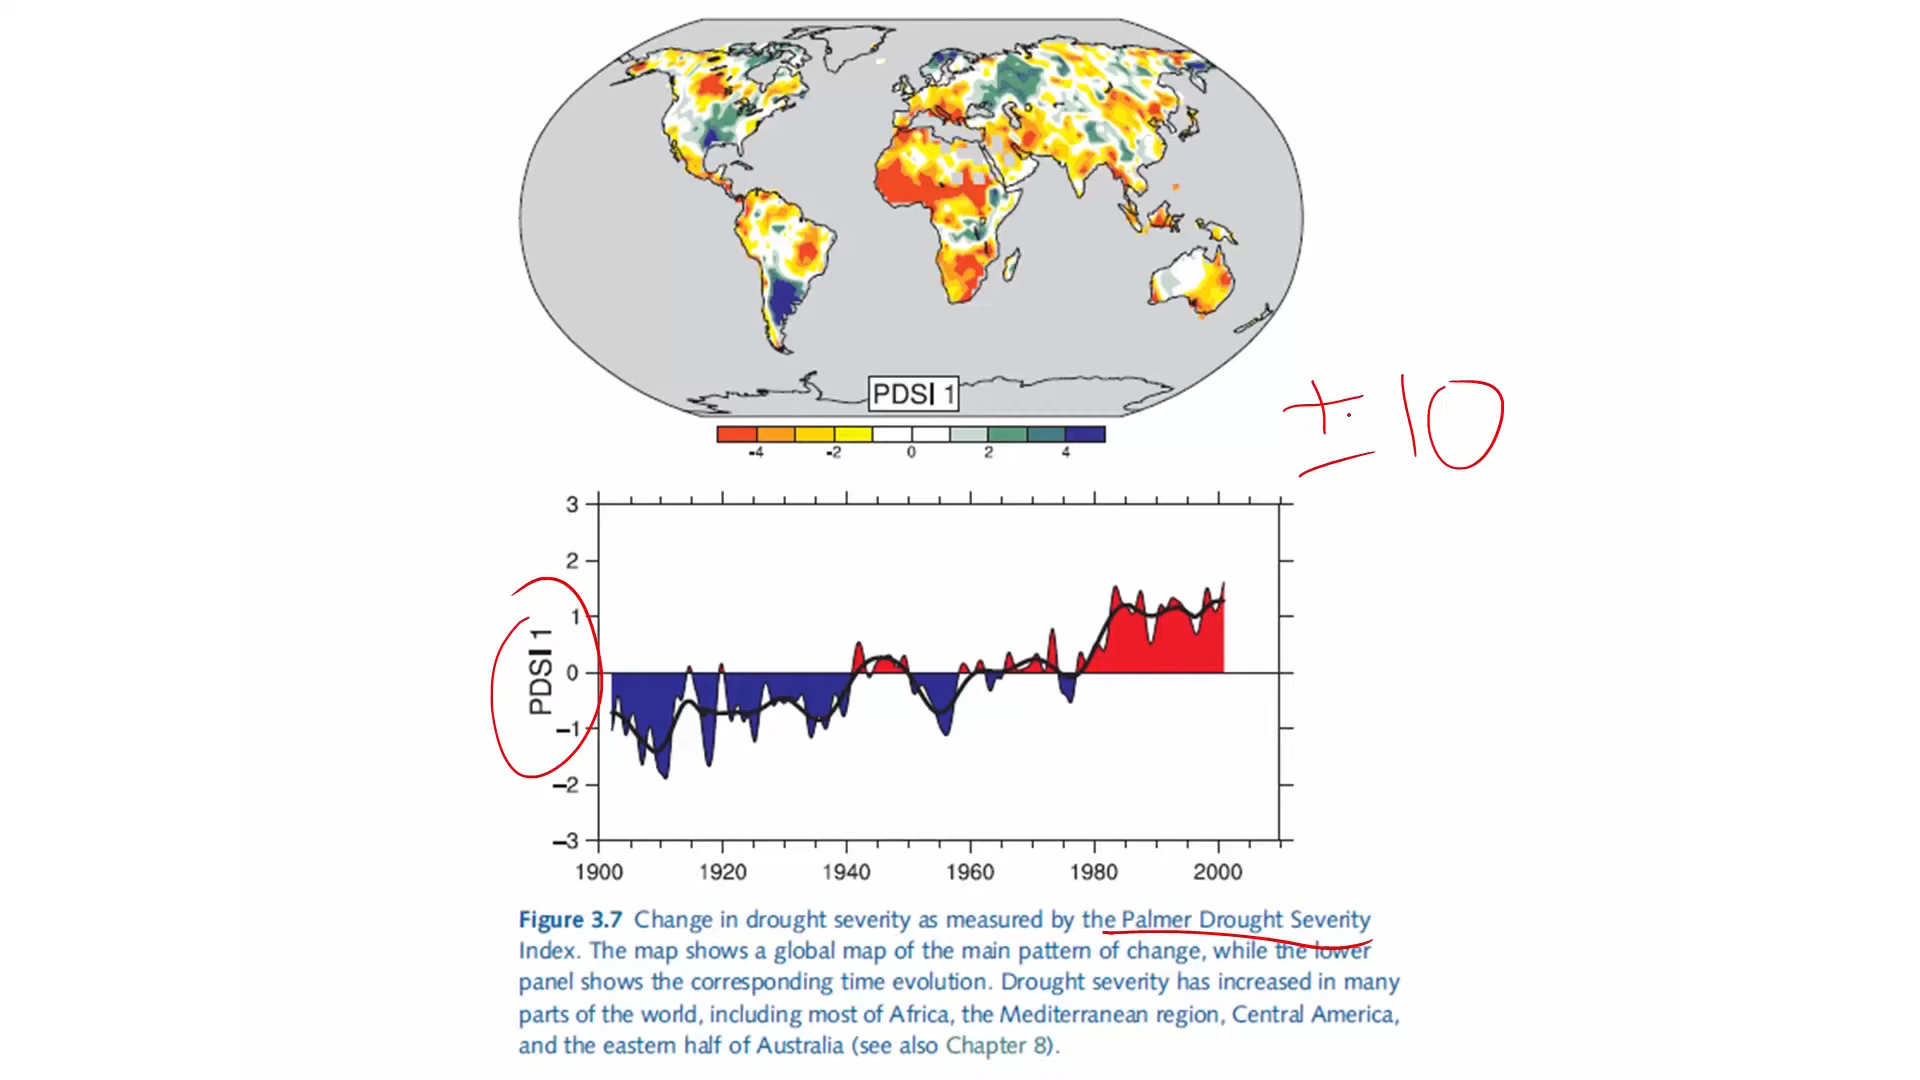 PDSI 1
-4 -2 0 2 4
± 10
3
2
1
0
−1
−2
−3
PDSI 1
1900 1920 1940 1960 1980 2000
Figure 3.7 Change in drought severity as measured by the Palmer Drought Severity
Index. The map shows a global map of the main pattern of change, while the lower
panel shows the corresponding time evolution. Drought severity has increased in many
parts of the world, including most of Africa, the Mediterranean region, Central America,
and the eastern half of Australia (see also Chapter 8).